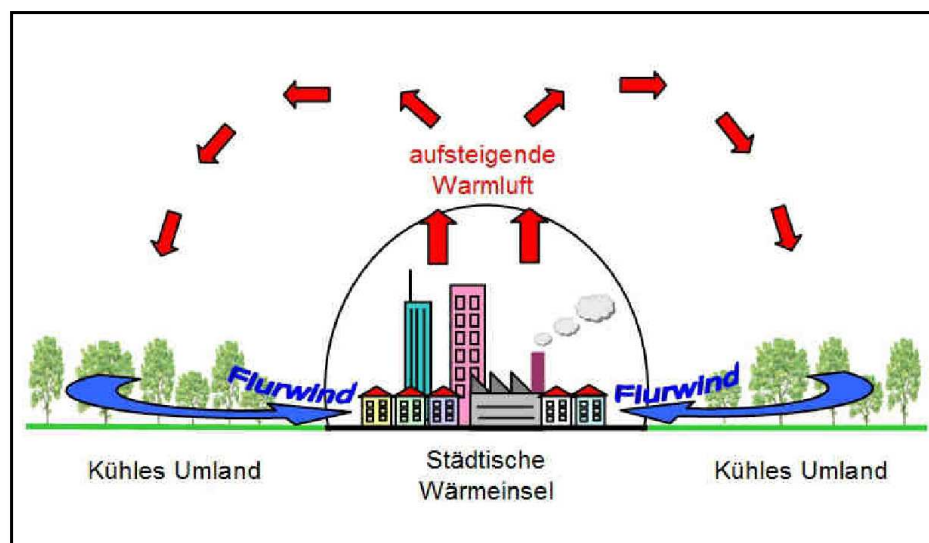 aufsteigende
Warmluft
Flurwind
Flurwind
Kühles Umland
Städtische
Wärmeinsel
Kühles Umland